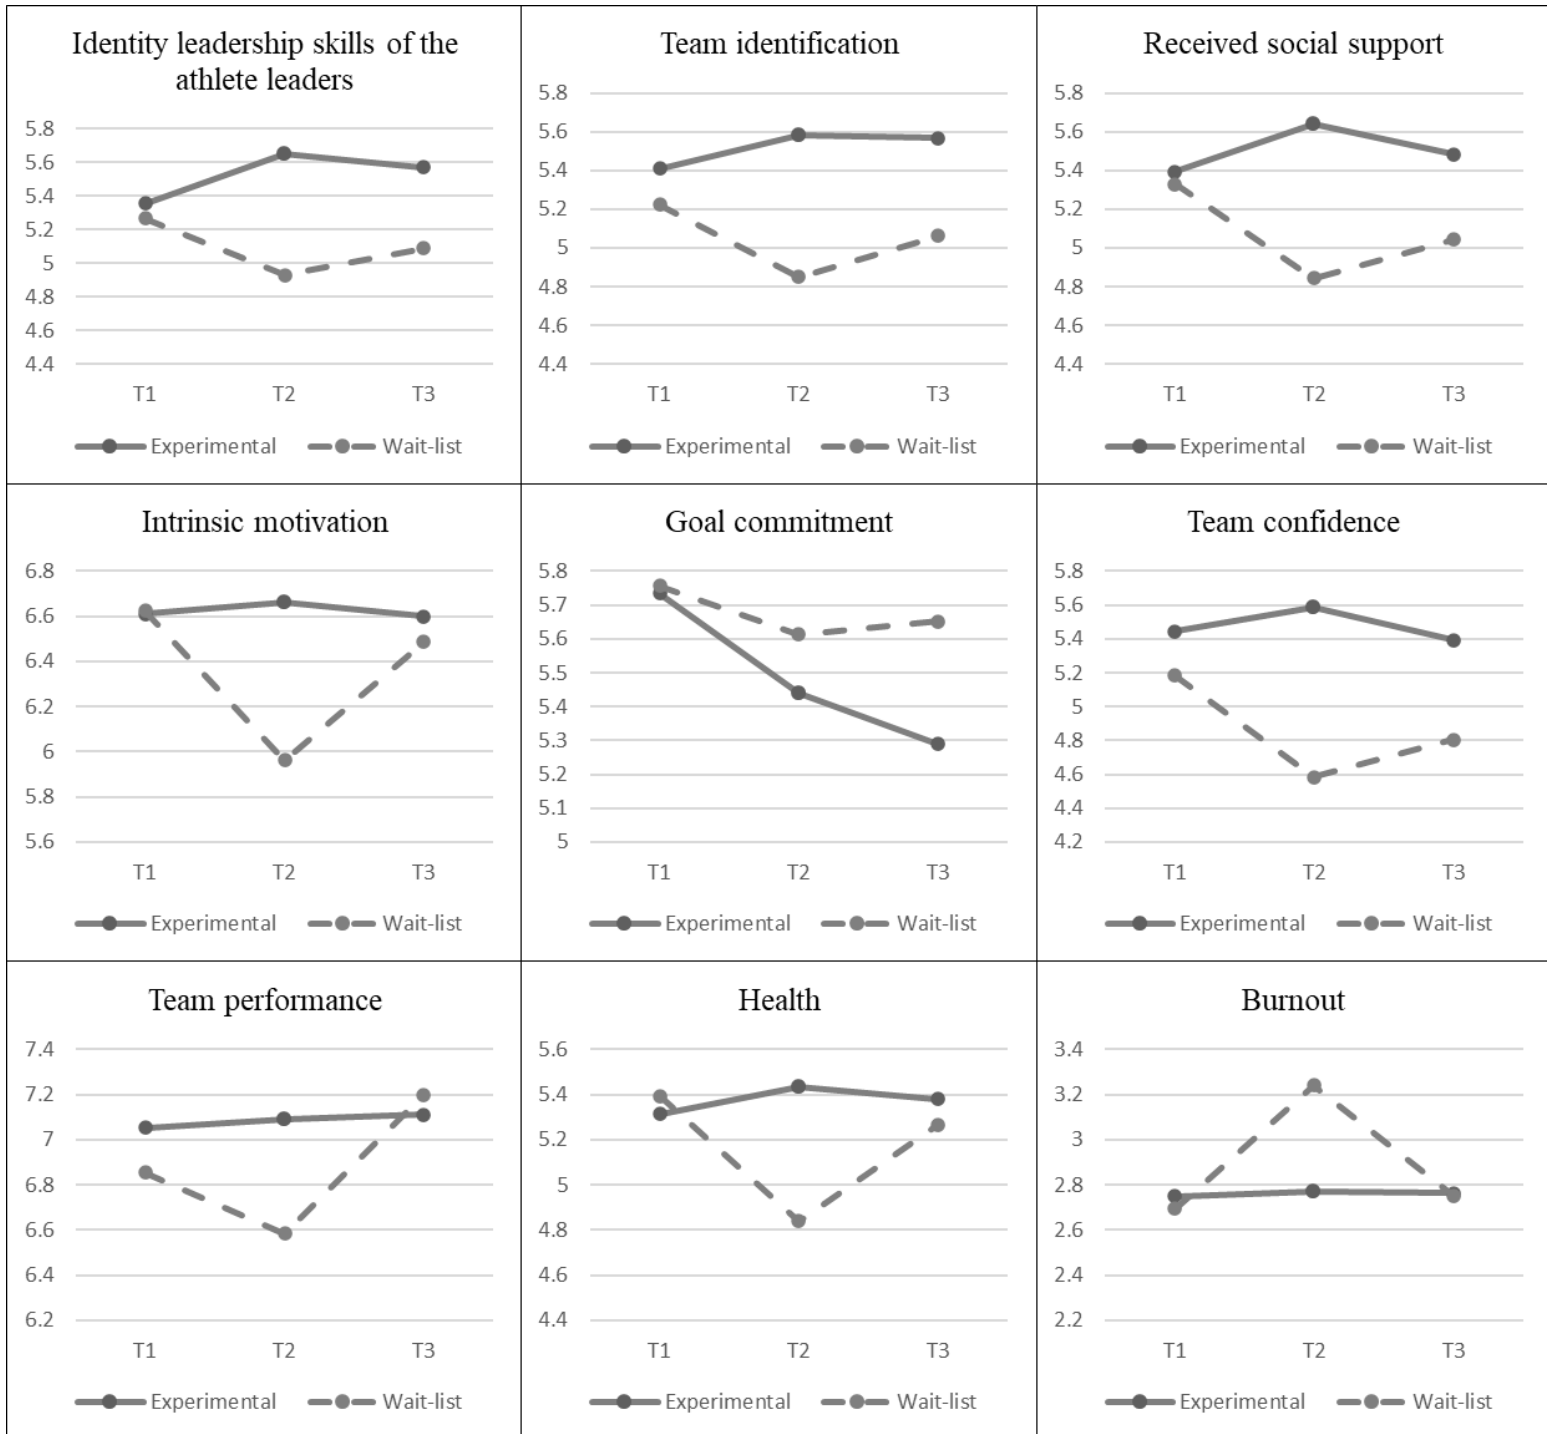 Identity leadership skills of the
athlete leaders
5.8
5.6
5.4
5.2
5
4.8
4.6
4.4
T1 T2 T3
Experimental Wait-list
Team identification
5.8
5.6
5.4
5.2
5
4.8
4.6
4.4
T1 T2 T3
Experimental Wait-list
Received social support
5.8
5.6
5.4
5.2
5
4.8
4.6
4.4
T1 T2 T3
Experimental Wait-list
Intrinsic motivation
6.8
6.6
6.4
6.2
6
5.8
5.6
T1 T2 T3
Experimental Wait-list
Goal commitment
5.8
5.7
5.6
5.5
5.4
5.3
5.2
5.1
5
T1 T2 T3
Experimental Wait-list
Team confidence
5.8
5.6
5.4
5.2
5
4.8
4.6
4.4
4.2
T1 T2 T3
Experimental Wait-list
Team performance
7.4
7.2
7
6.8
6.6
6.4
6.2
T1 T2 T3
Experimental Wait-list
Health
5.6
5.4
5.2
5
4.8
4.6
4.4
T1 T2 T3
Experimental Wait-list
Burnout
3.4
3.2
3
2.8
2.6
2.4
2.2
T1 T2 T3
Experimental Wait-list